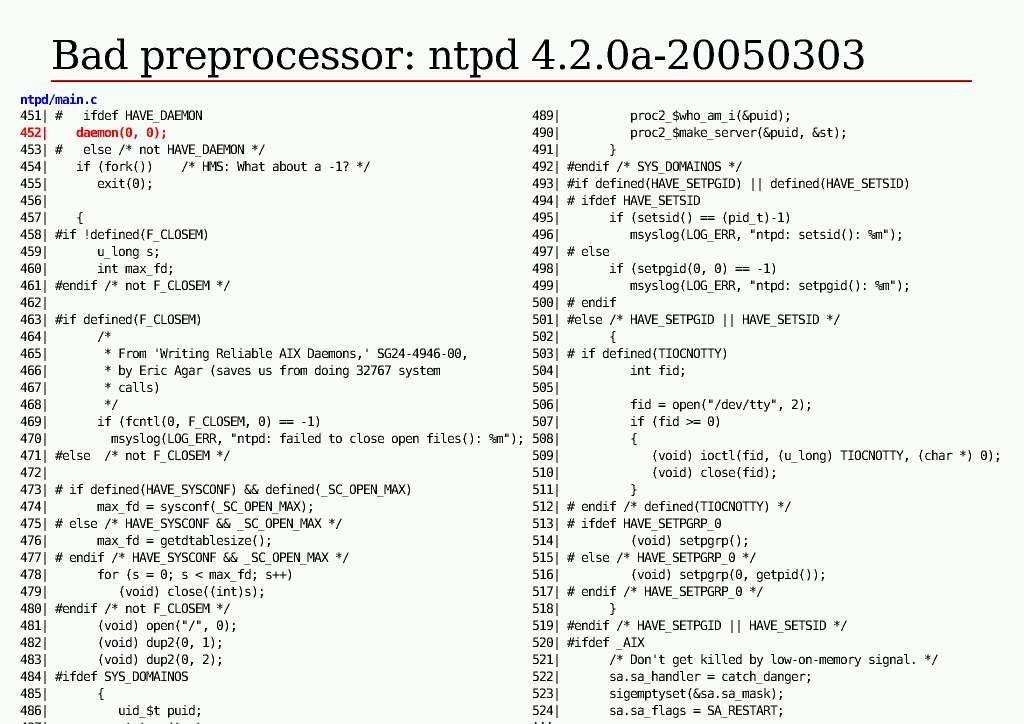 Bad preprocessor: ntpd 4.2.0a-20050303
ntpd/main.c
451| #   ifdef HAVE_DAEMON
452|    daemon(0, 0);
453| #   else /* not HAVE_DAEMON */
454|    if (fork())    /* HMS: What about a -1? */
455|       exit(0);
456|
457|    {
458| #if !defined(F_CLOSEM)
459|       u_long s;
460|       int max_fd;
461| #endif /* not F_CLOSEM */
462|
463| #if defined(F_CLOSEM)
464|       /*
465|        * From 'Writing Reliable AIX Daemons,' SG24-4946-00,
466|        * by Eric Agar (saves us from doing 32767 system
467|        * calls)
468|        */
469|       if (fcntl(0, F_CLOSEM, 0) == -1)
470|         msyslog(LOG_ERR, "ntpd: failed to close open files(): %m");
471| #else  /* not F_CLOSEM */
472|
473| # if defined(HAVE_SYSCONF) && defined(_SC_OPEN_MAX)
474|       max_fd = sysconf(_SC_OPEN_MAX);
475| # else /* HAVE_SYSCONF && _SC_OPEN_MAX */
476|       max_fd = getdtablesize();
477| # endif /* HAVE_SYSCONF && _SC_OPEN_MAX */
478|       for (s = 0; s < max_fd; s++)
479|          (void) close((int)s);
480| #endif /* not F_CLOSEM */
481|       (void) open("/", 0);
482|       (void) dup2(0, 1);
483|       (void) dup2(0, 2);
484| #ifdef SYS_DOMAINOS
485|       {
486|          uid_$t puid;
489|          proc2_$who_am_i(&puid);
490|          proc2_$make_server(&puid, &st);
491|       }
492| #endif /* SYS_DOMAINOS */
493| #if defined(HAVE_SETPGID) || defined(HAVE_SETSID)
494| # ifdef HAVE_SETSID
495|       if (setsid() == (pid_t)-1)
496|          msyslog(LOG_ERR, "ntpd: setsid(): %m");
497| # else
498|       if (setpgid(0, 0) == -1)
499|          msyslog(LOG_ERR, "ntpd: setpgid(): %m");
500| # endif
501| #else /* HAVE_SETPGID || HAVE_SETSID */
502|       {
503| # if defined(TIOCNOTTY)
504|          int fid;
505|
506|          fid = open("/dev/tty", 2);
507|          if (fid >= 0)
508|          {
509|             (void) ioctl(fid, (u_long) TIOCNOTTY, (char *) 0);
510|             (void) close(fid);
511|          }
512| # endif /* defined(TIOCNOTTY) */
513| # ifdef HAVE_SETPGRP_0
514|          (void) setpgrp();
515| # else /* HAVE_SETPGRP_0 */
516|          (void) setpgrp(0, getpid());
517| # endif /* HAVE_SETPGRP_0 */
518|       }
519| #endif /* HAVE_SETPGID || HAVE_SETSID */
520| #ifdef _AIX
521|       /* Don't get killed by low-on-memory signal. */
522|       sa.sa_handler = catch_danger;
523|       sigemptyset(&sa.sa_mask);
524|       sa.sa_flags = SA_RESTART;